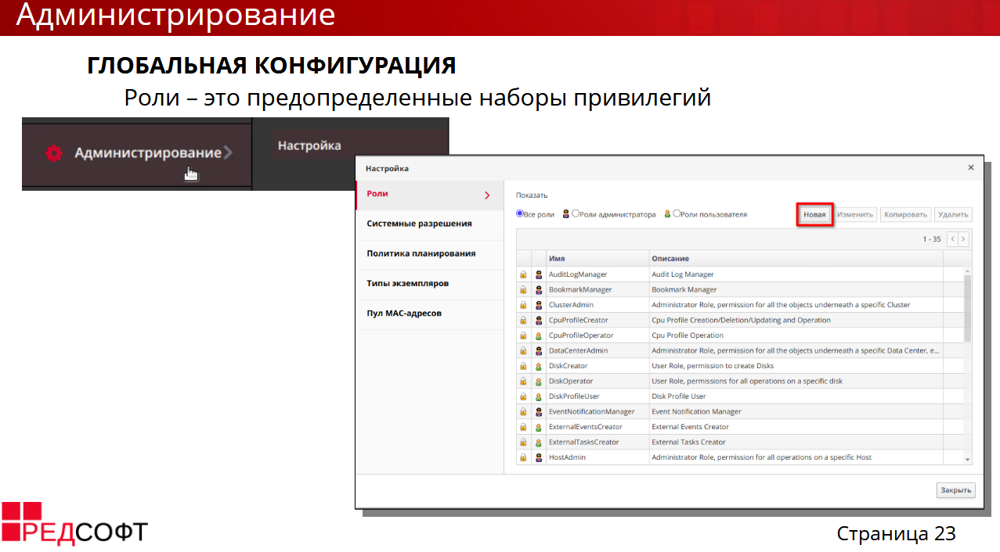 Администрирование
ГЛОБАЛЬНАЯ КОНФИГУРАЦИЯ
Роли – это предопределенные наборы привилегий
Администрирование
Настройка
Настройка
Роли
Системные разрешения
Политика планирования
Типы экземпляров
Пул MAC-адресов
Показать
Все роли Роли администратора Роли пользователя
Новая Изменить Копировать Удалить
1 - 35
Имя Описание
AuditLogManager Audit Log Manager
BookmarkManager Bookmark Manager
ClusterAdmin Administrator Role, permission for all the objects underneath a specific Cluster
CpuProfileCreator Cpu Profile Creation/Deletion/Updating and Operation
CpuProfileOperator Cpu Profile Operation
DataCenterAdmin Administrator Role, permission for all the objects underneath a specific Data Center, e...
DiskCreator User Role, permission to create Disks
DiskOperator User Role, permissions for all operations on a specific disk
DiskProfileUser Disk Profile User
EventNotificationManager Event Notification Manager
ExternalEventsCreator External Events Creator
ExternalTasksCreator External Tasks Creator
HostAdmin Administrator Role, permission for all operations on a specific Host
Закрыть
РЕДСОФТ
Страница 23